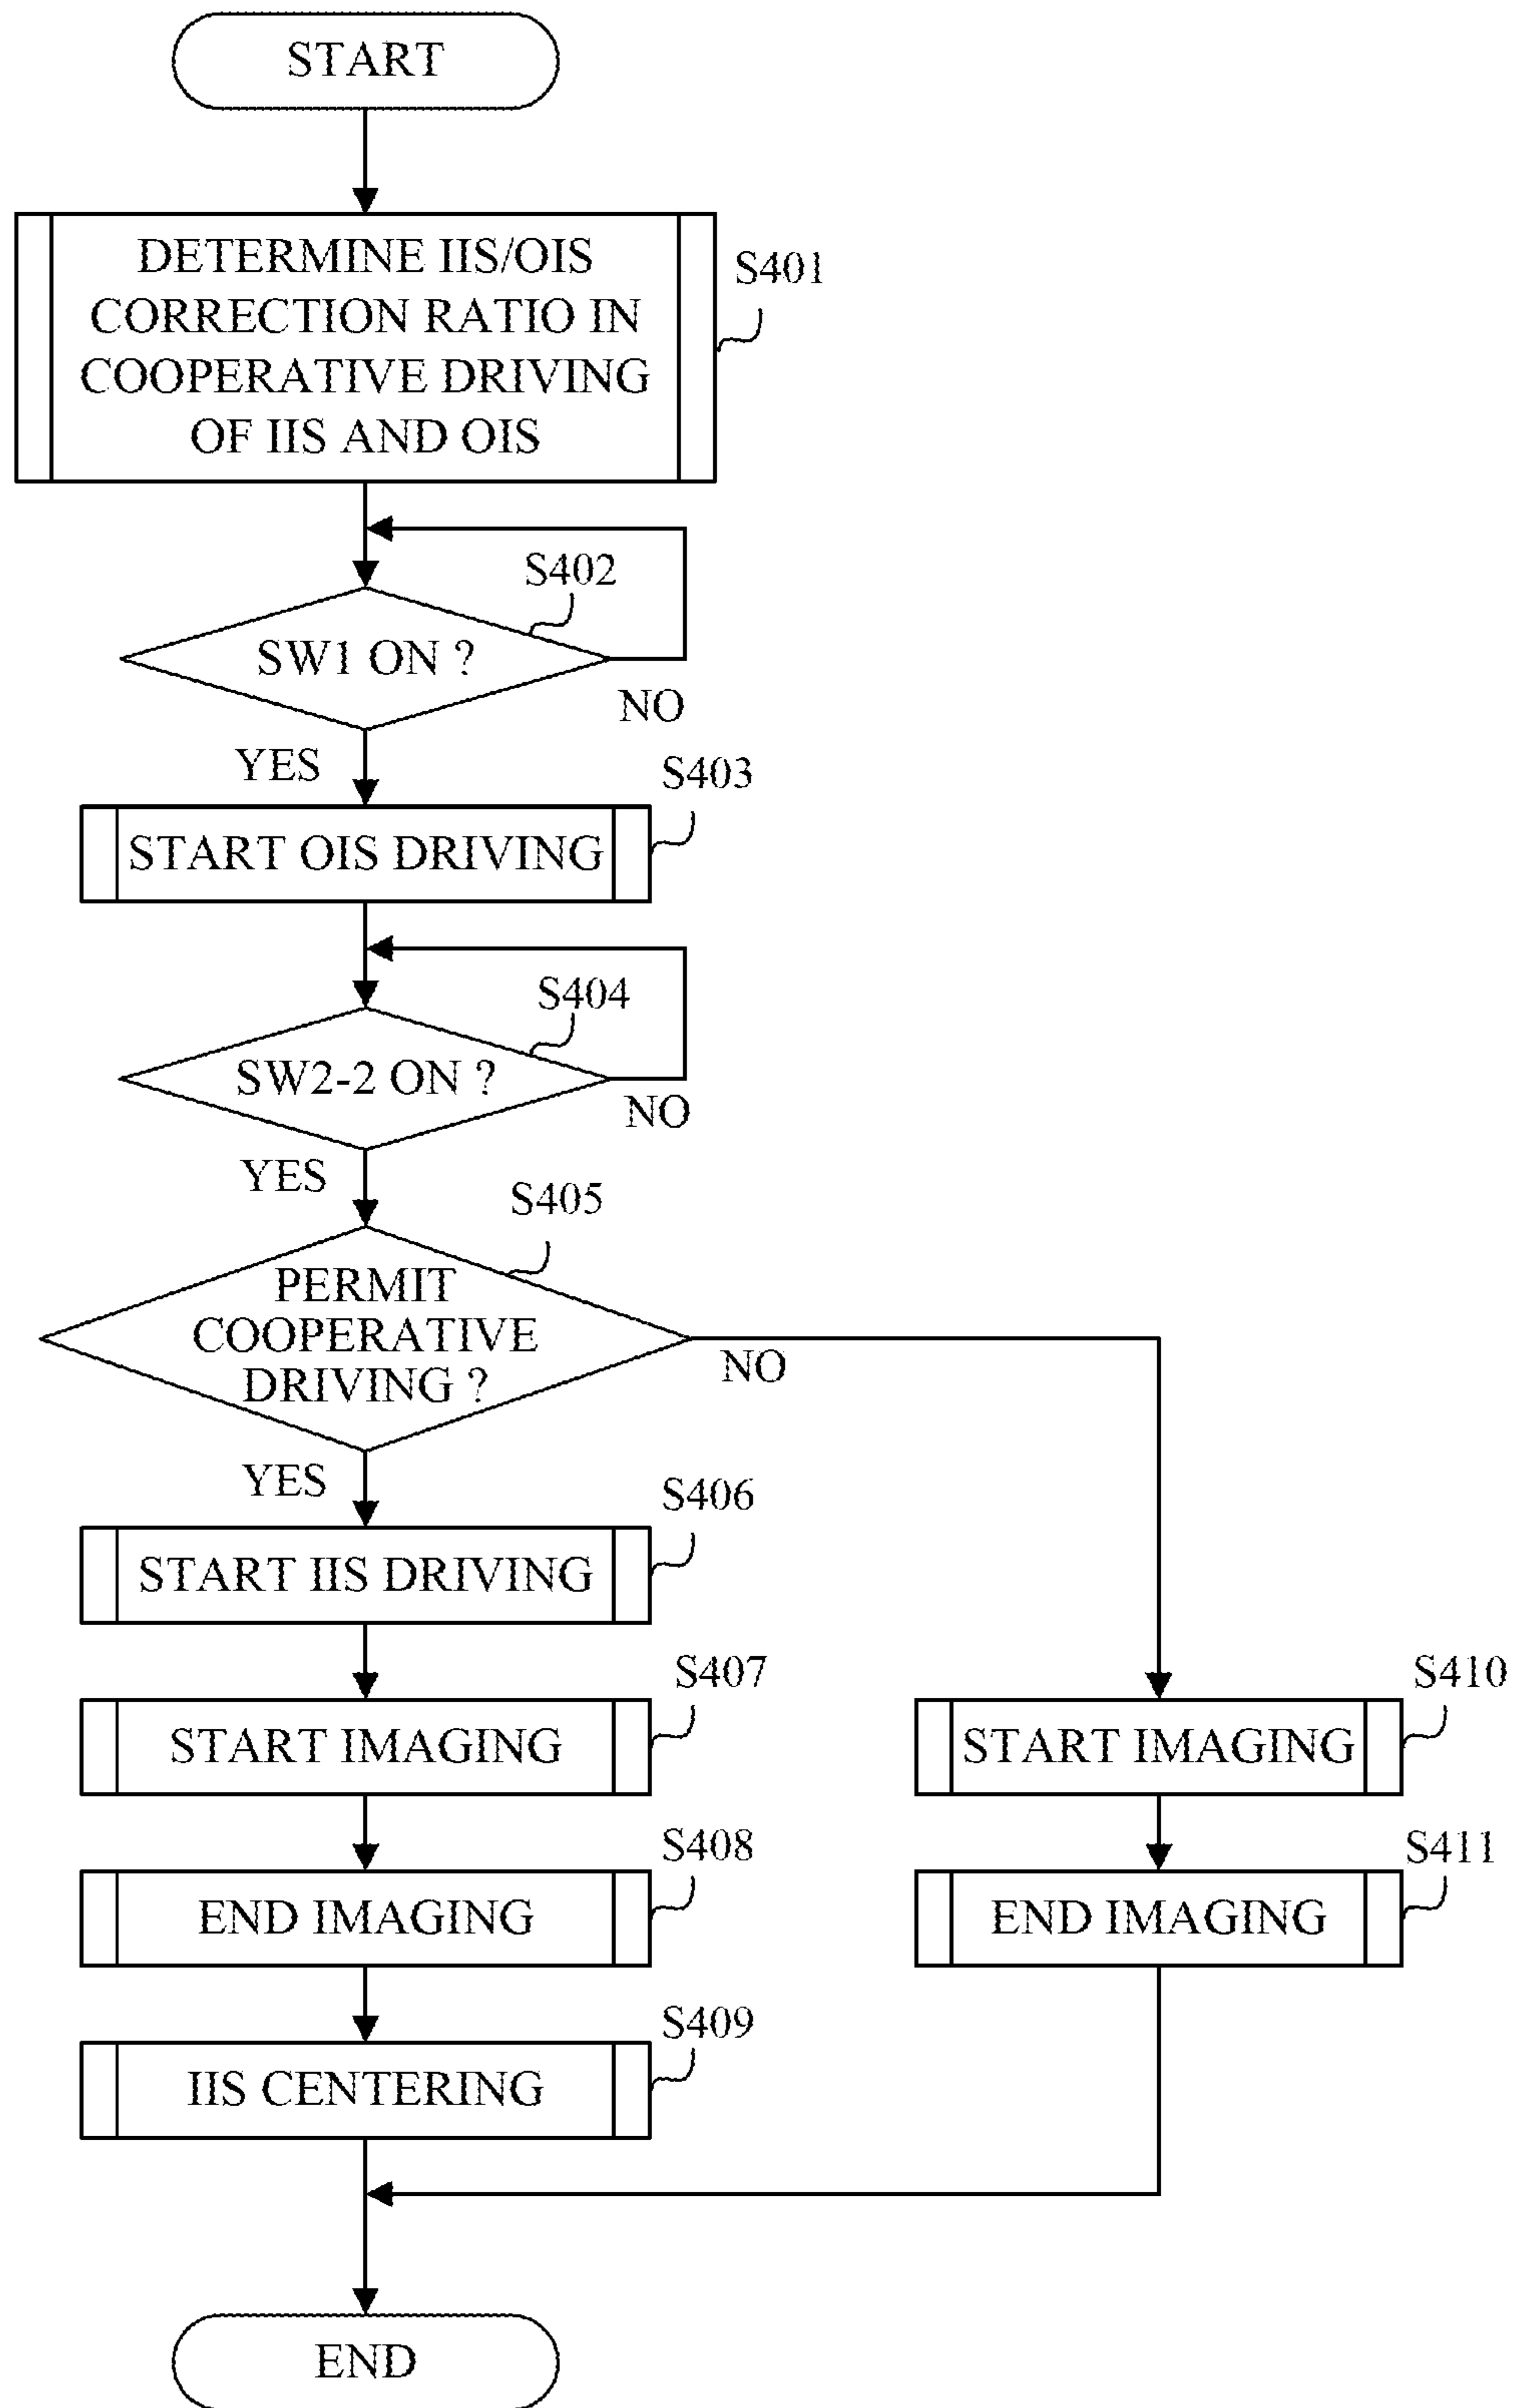 START
DETERMINE IIS/OIS
CORRECTION RATIO IN
COOPERATIVE DRIVING
OF IIS AND OIS
S401
S402
SW1 ON ?
NO
YES
S403
START OIS DRIVING
S404
SW2-2 ON ?
NO
YES
S405
PERMIT
COOPERATIVE
DRIVING ?
NO
YES
S406
START IIS DRIVING
S407
START IMAGING
S410
START IMAGING
S408
END IMAGING
S411
END IMAGING
S409
IIS CENTERING
END